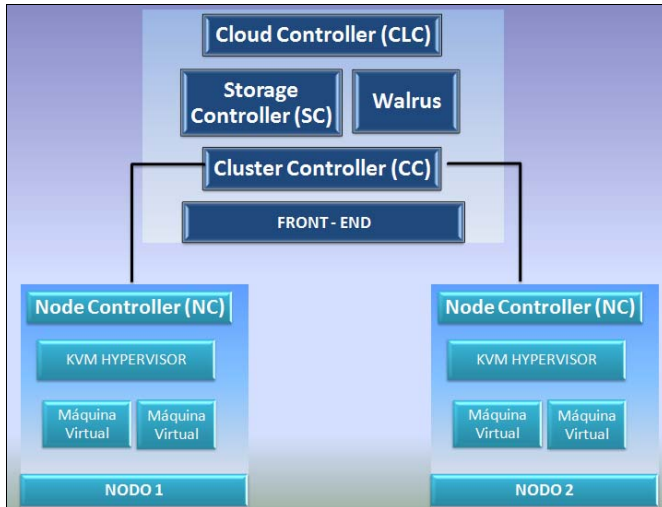 Cloud Controller (CLC)
Storage
Controller (SC)
Walrus
Cluster Controller (CC)
FRONT - END
Node Controller (NC)
KVM HYPERVISOR
Máquina
Virtual
Máquina
Virtual
NODO 1
Node Controller (NC)
KVM HYPERVISOR
Máquina
Virtual
Máquina
Virtual
NODO 2